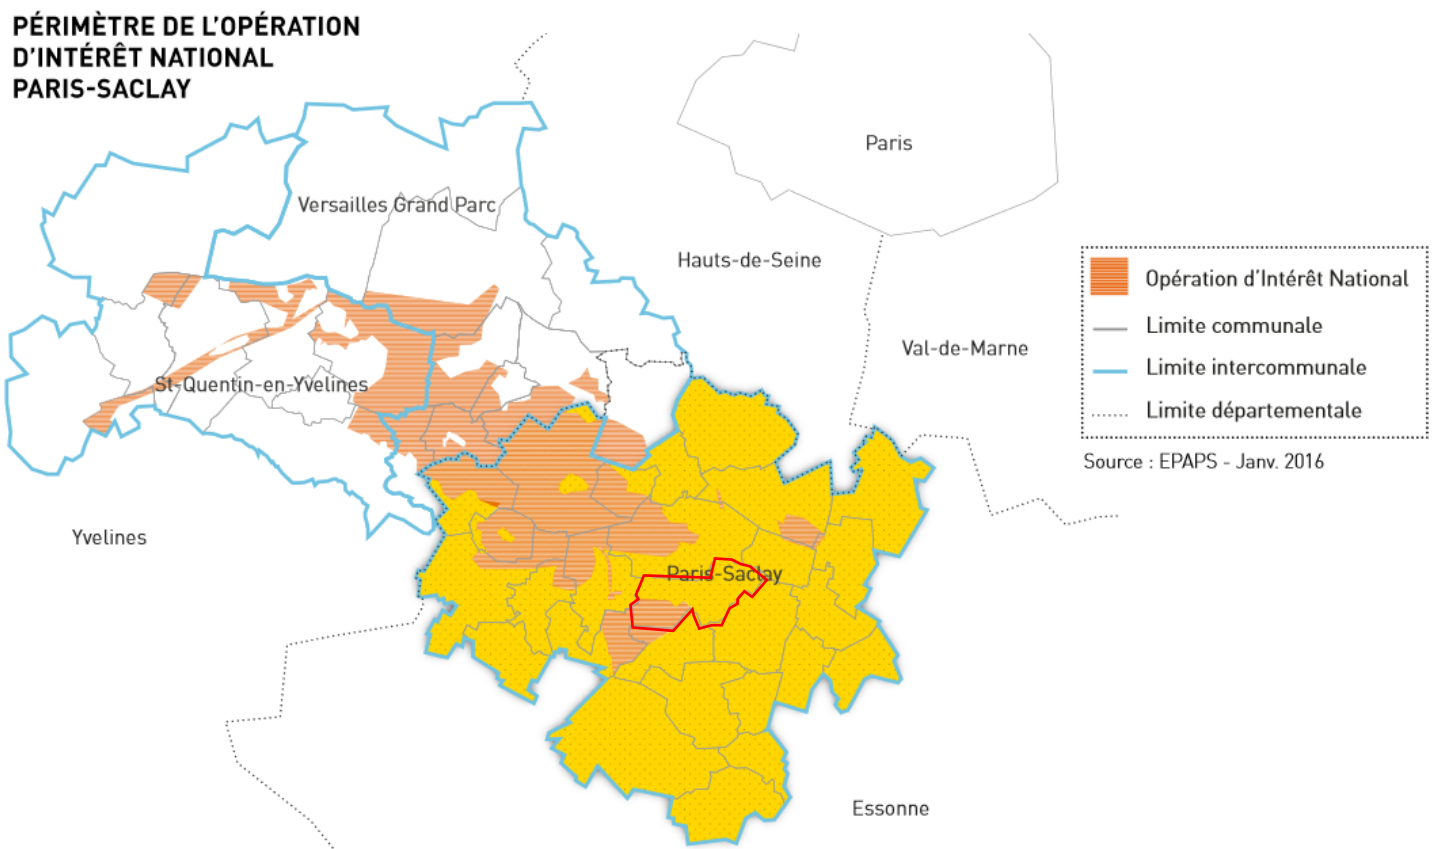 PÉRIMÈTRE DE L'OPÉRATION
D'INTÉRÊT NATIONAL
PARIS-SACLAY
Paris
Versailles Grand Parc
Hauts-de-Seine
Opération d'Intérêt National
Limite communale
Val-de-Marne
Limite intercommunale
St-Quentin-en-Yvelines
Limite départementale
Source : EPAPS - Janv. 2016
Yvelines
Paris-Saclay
Essonne